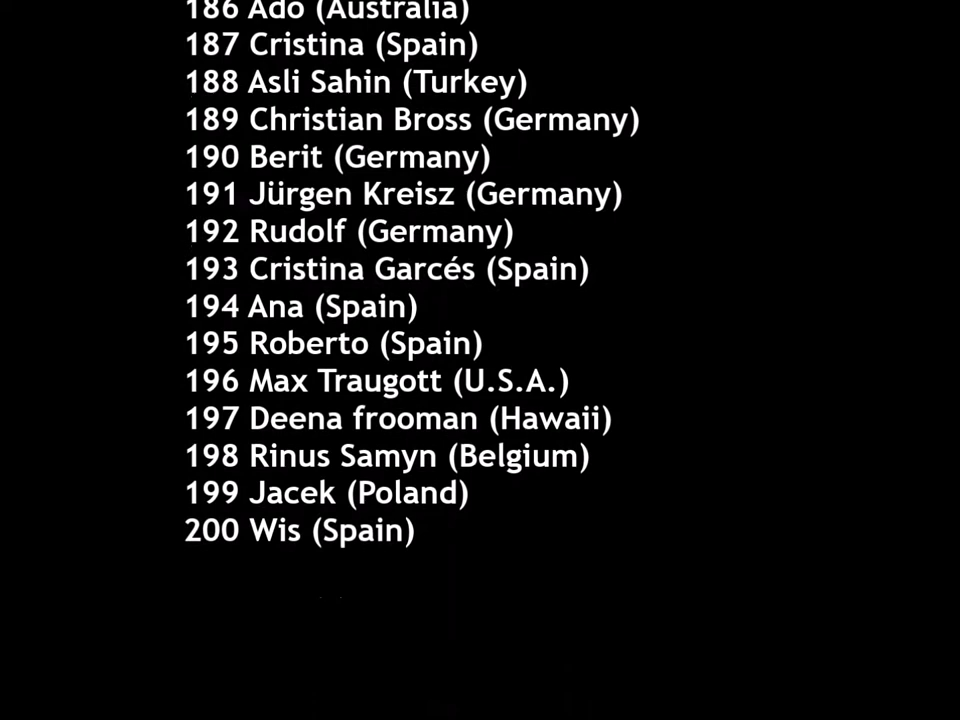 186 Ado (Australia)
187 Cristina (Spain)
188 Asli Sahin (Turkey)
189 Christian Bross (Germany)
190 Berit (Germany)
191 Jürgen Kreisz (Germany)
192 Rudolf (Germany)
193 Cristina Garcés (Spain)
194 Ana (Spain)
195 Roberto (Spain)
196 Max Traugott (U.S.A.)
197 Deena frooman (Hawaii)
198 Rinus Samyn (Belgium)
199 Jacek (Poland)
200 Wis (Spain)